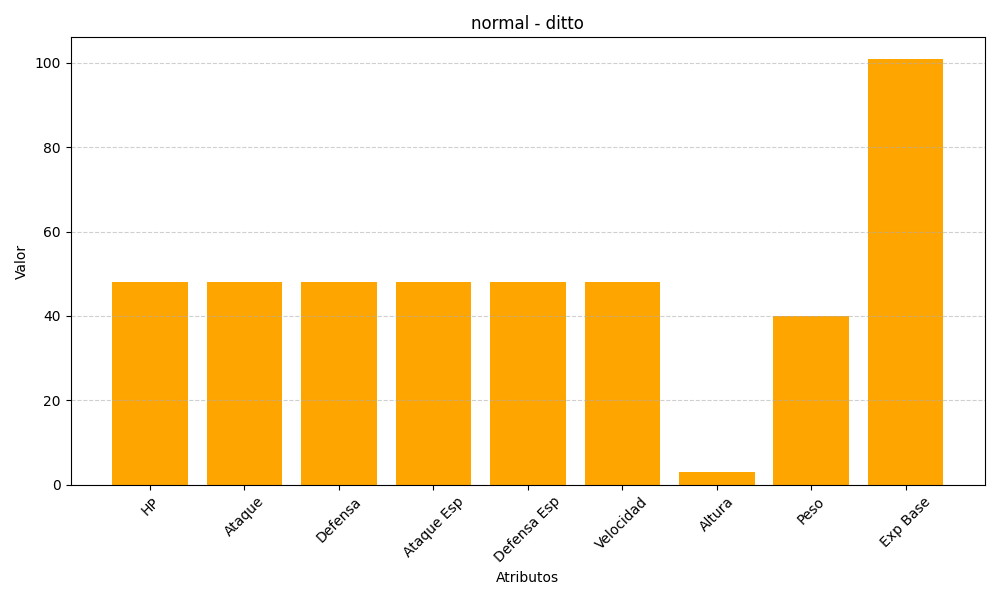 normal - ditto
Valor
100
80
60
40
20
0
HP
Ataque
Defensa
Ataque Esp
Defensa Esp
Velocidad
Altura
Peso
Exp Base
Atributos